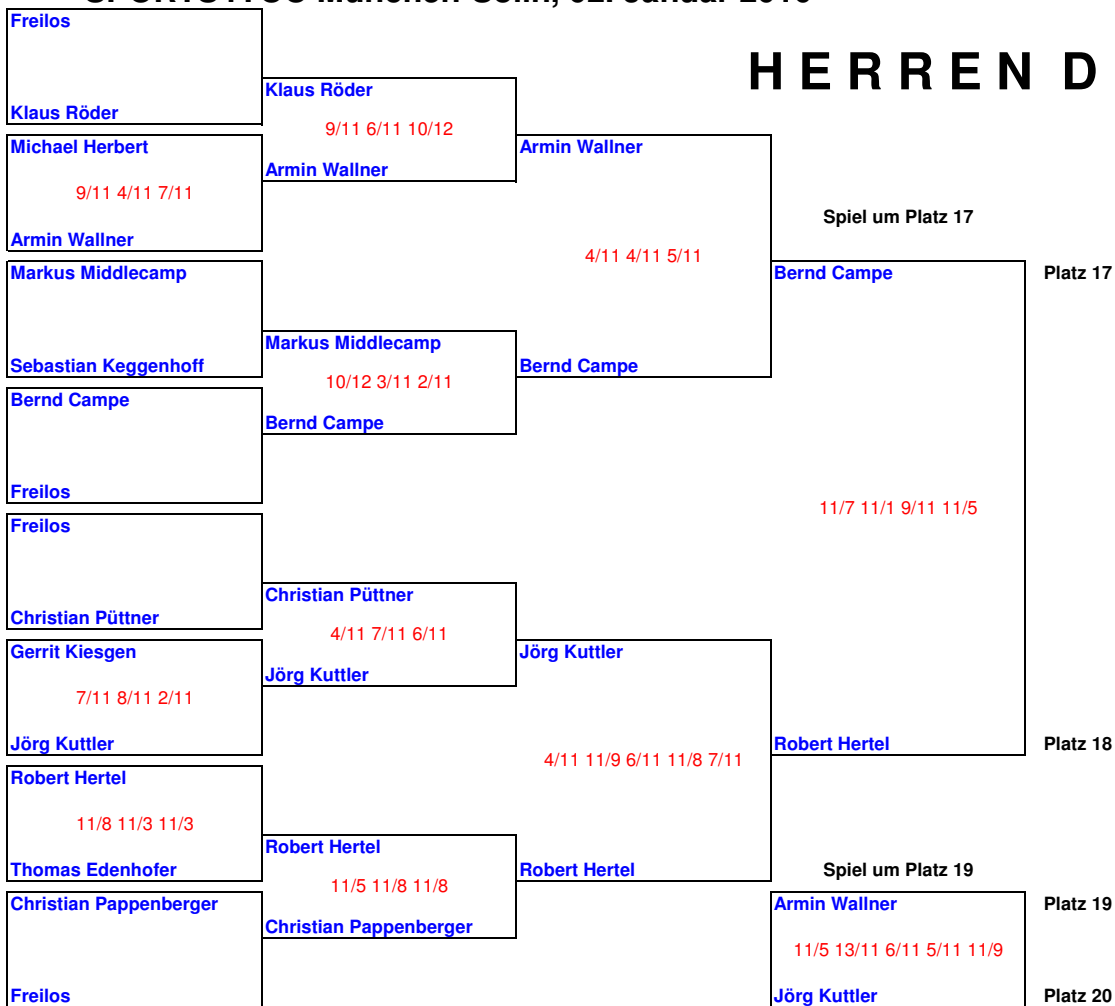 München Januar
Freilos
HERREN D
Klaus Röder
Klaus Röder
9/11 6/11 10/12
Michael Herbert
Armin Wallner
Armin Wallner
9/11 4/11 7/11
Spiel um Platz 17
Armin Wallner
4/11 4/11 5/11
Markus Middlecamp
Bernd Campe
Platz 17
Markus Middlecamp
Sebastian Keggenhoff
Bernd Campe
10/12 3/11 2/11
Bernd Campe
Bernd Campe
Freilos
11/7 11/1 9/11 11/5
Freilos
Christian Püttner
Christian Püttner
4/11 7/11 6/11
Gerrit Kiesgen
Jörg Kuttler
Jörg Kuttler
7/11 8/11 2/11
Jörg Kuttler
Robert Hertel
Platz 18
4/11 11/9 6/11 11/8 7/11
Robert Hertel
11/8 11/3 11/3
Robert Hertel
Thomas Edenhofer
Robert Hertel
Spiel um Platz 19
11/5 11/8 11/8
Christian Pappenberger
Armin Wallner
Platz 19
Christian Pappenberger
11/5 13/11 6/11 5/11 11/9
Freilos
Jörg Kuttler
Platz 20